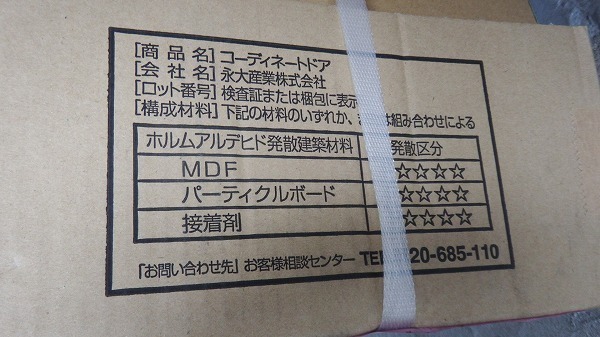 [商品名] コーディネートドア
[会社名] 永大産業株式会社
[ロット番号] 検査証または梱包に表示
[構成材料] 下記の材料のいずれか、 は組み合わせによる
ホルムアルデヒド発散建築材料 発散区分
MDF ☆☆☆☆
パーティクルボード ☆☆☆☆
接着剤 ☆☆☆☆
「お問い合わせ先」お客様相談センター TEL 20-685-110